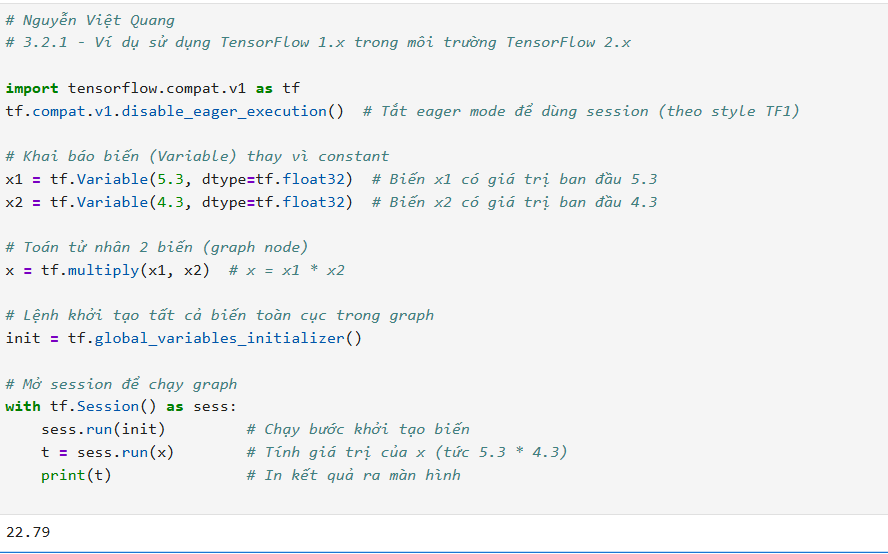 # Nguyễn Việt Quang
# 3.2.1 - Ví dụ sử dụng TensorFlow 1.x trong môi trường TensorFlow 2.x
import tensorflow.compat.v1 as tf
tf.compat.v1.disable_eager_execution()  # Tắt eager mode để dùng session (theo style TF1)
# Khai báo biến (Variable) thay vì constant
x1 = tf.Variable(5.3, dtype=tf.float32)  # Biến x1 có giá trị ban đầu 5.3
x2 = tf.Variable(4.3, dtype=tf.float32)  # Biến x2 có giá trị ban đầu 4.3
# Toán tử nhân 2 biến (graph node)
x = tf.multiply(x1, x2)  # x = x1 * x2
# Lệnh khởi tạo tất cả biến toàn cục trong graph
init = tf.global_variables_initializer()
# Mở session để chạy graph
with tf.Session() as sess:
    sess.run(init)         # Chạy bước khởi tạo biến
    t = sess.run(x)        # Tính giá trị của x (tức 5.3 * 4.3)
    print(t)               # In kết quả ra màn hình
22.79